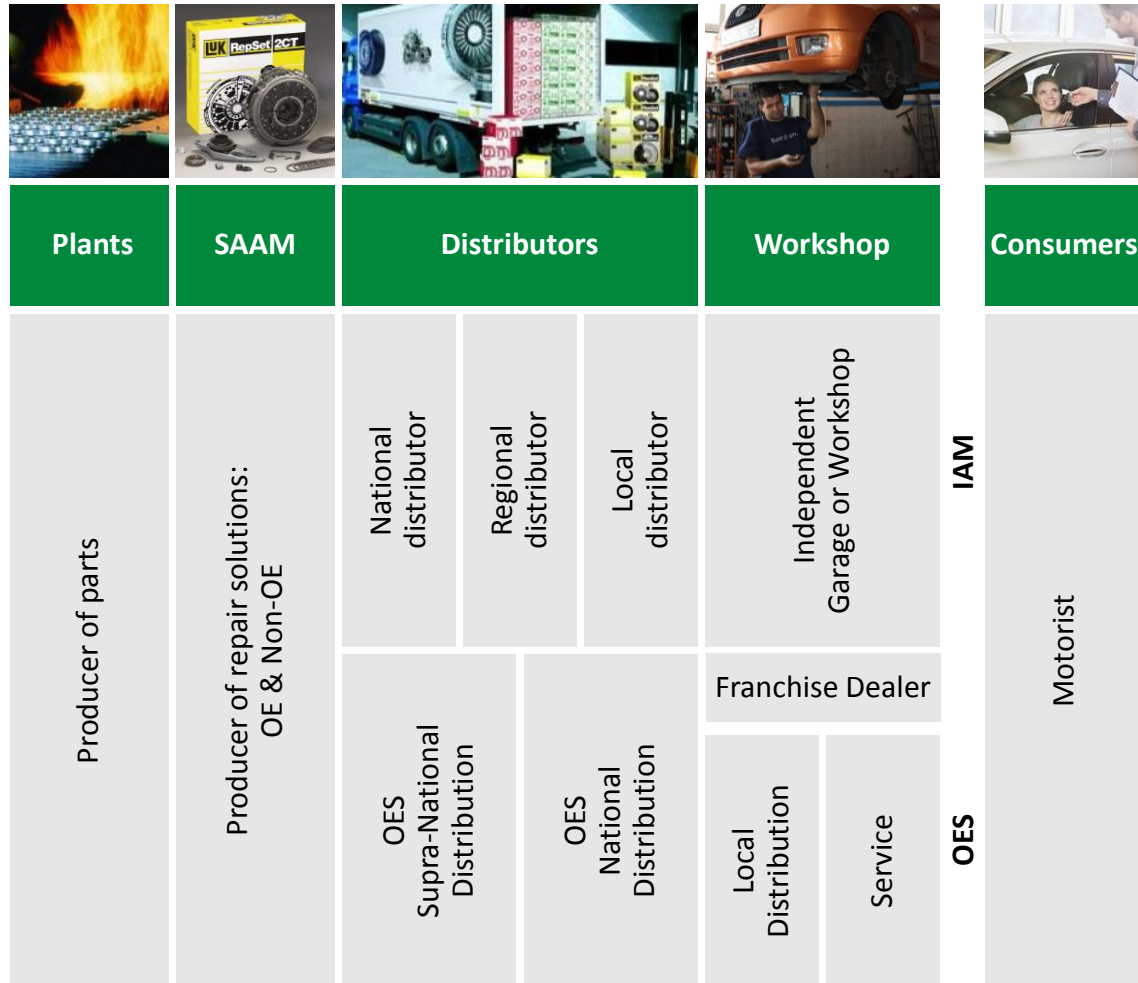 LUK RepSet 2CT
Plants
SAAM
Distributors
Workshop
Consumers
Producer of parts
Producer of repair solutions:
OE & Non-OE
National
distributor
Regional
distributor
Local
distributor
Independent
Garage or Workshop
IAM
Motorist
OES
Supra-National
Distribution
OES
National
Distribution
Franchise Dealer
Local
Distribution
Service
OES